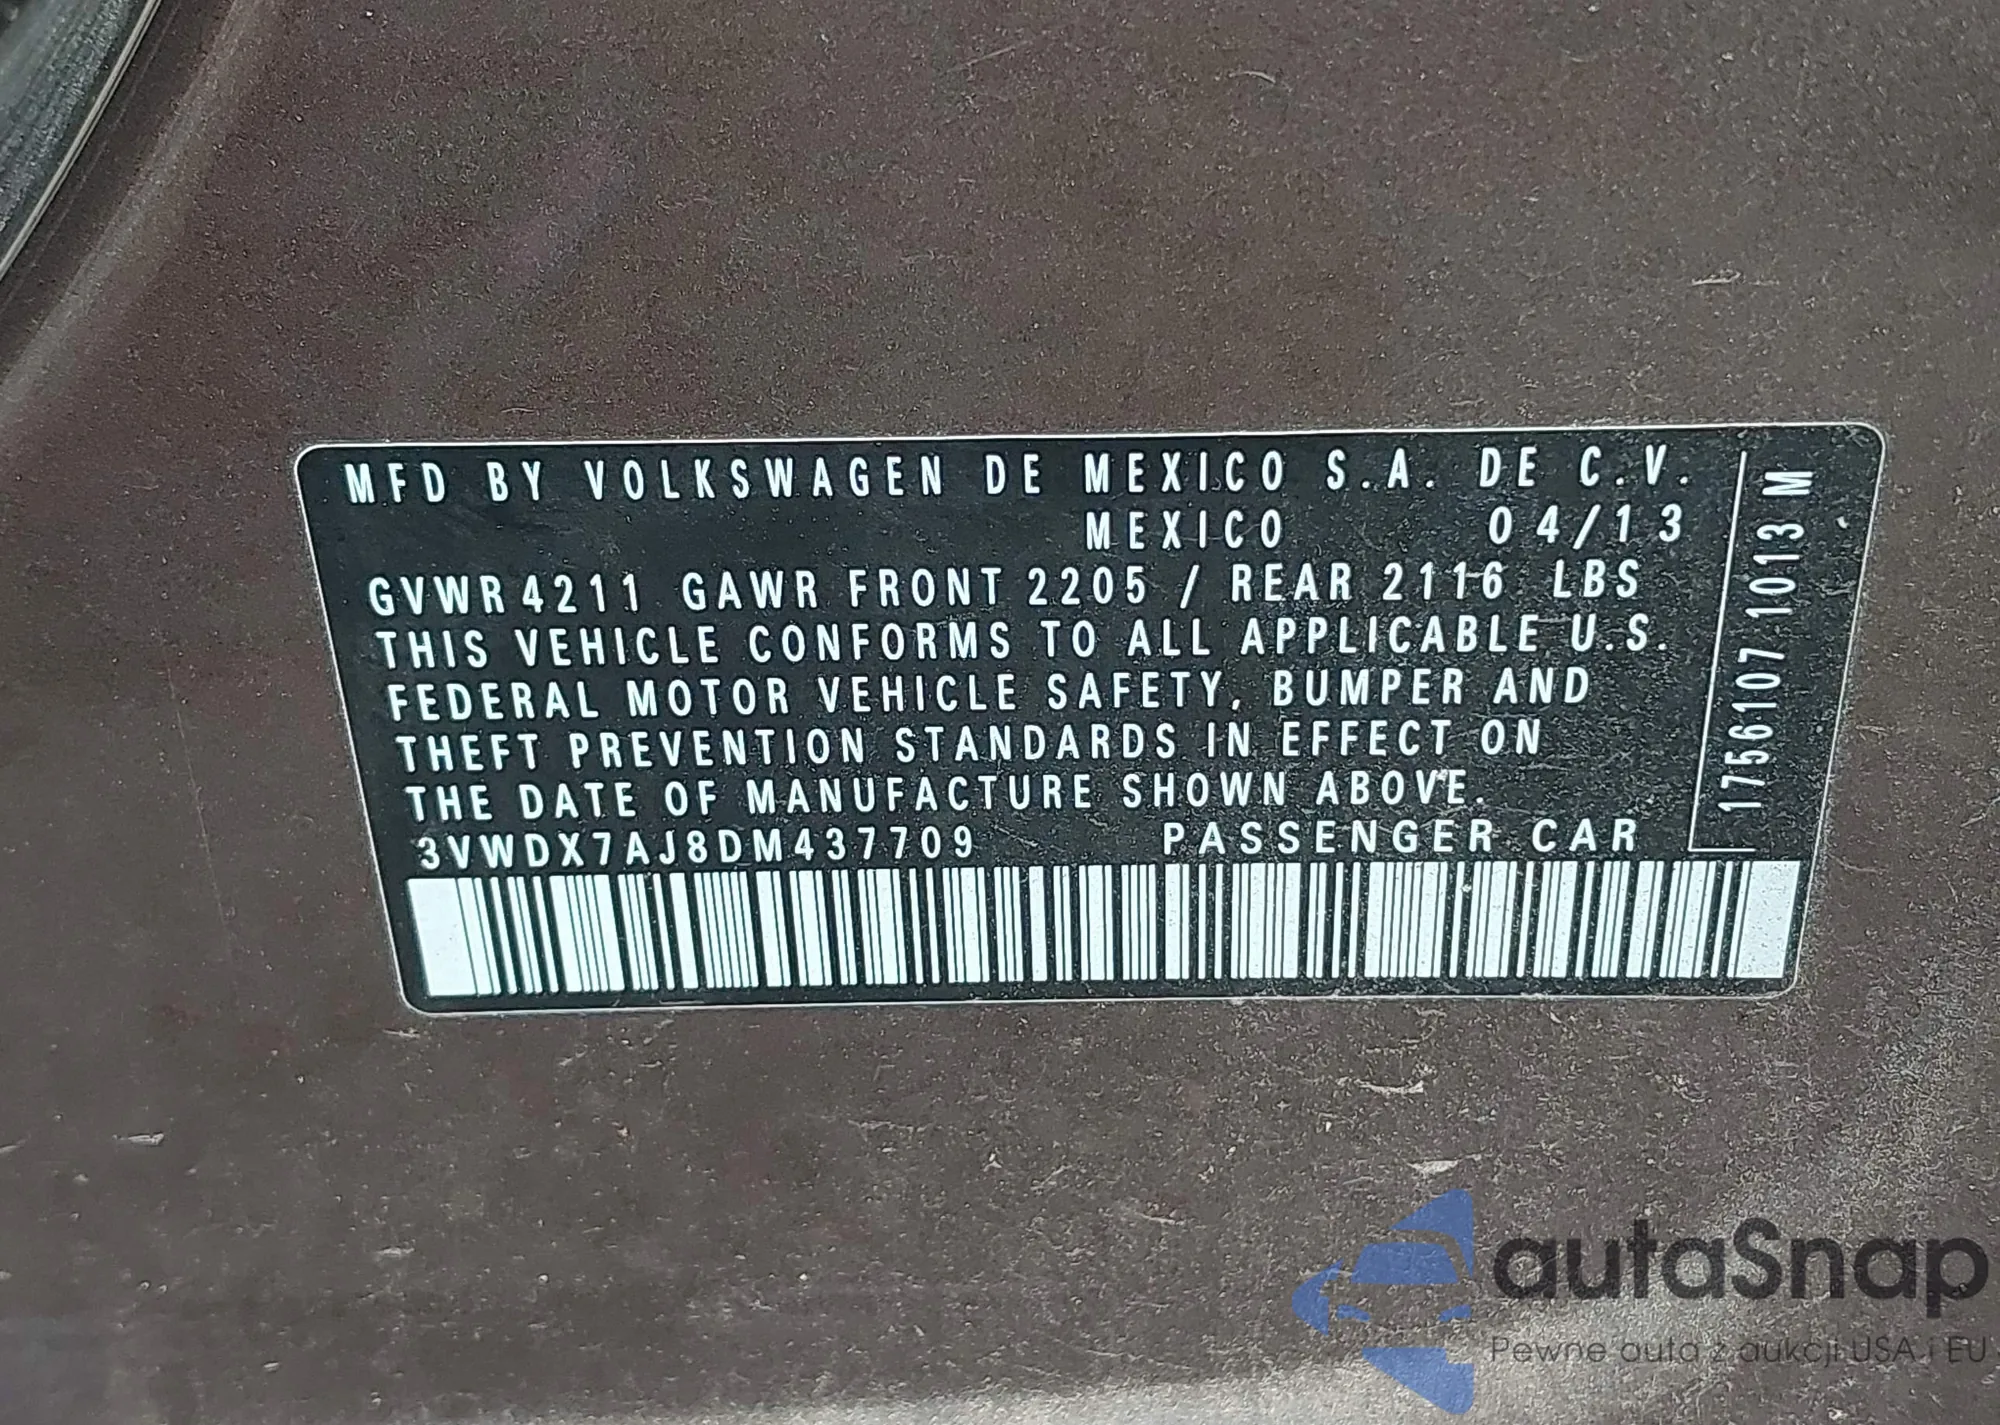 MFD BY VOLKSWAGEN DE MEXICO S.A. DE C.V.
MEXICO 04/13
GVWR 4211 GAWR FRONT 2205 / REAR 2116 LBS
THIS VEHICLE CONFORMS TO ALL APPLICABLE U.S.
FEDERAL MOTOR VEHICLE SAFETY, BUMPER AND
THEFT PREVENTION STANDARDS IN EFFECT ON
THE DATE OF MANUFACTURE SHOWN ABOVE.
3VWDX7AJ8DM437709 PASSENGER CAR
1756107 1013 M
autaSnap
Pewne auta z aukcji USA i EU